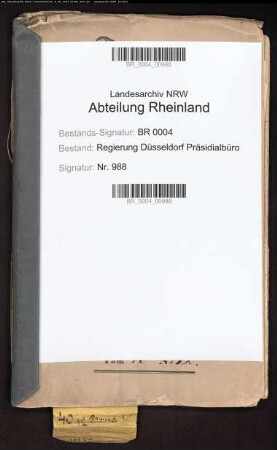 BR_0004_00988
Landesarchiv NRW
Abteilung Rheinland
Bestands-Signatur: BR 0004
Bestand: Regierung Düsseldorf Präsidialbüro
Signatur: Nr. 988
BR_0004_00988